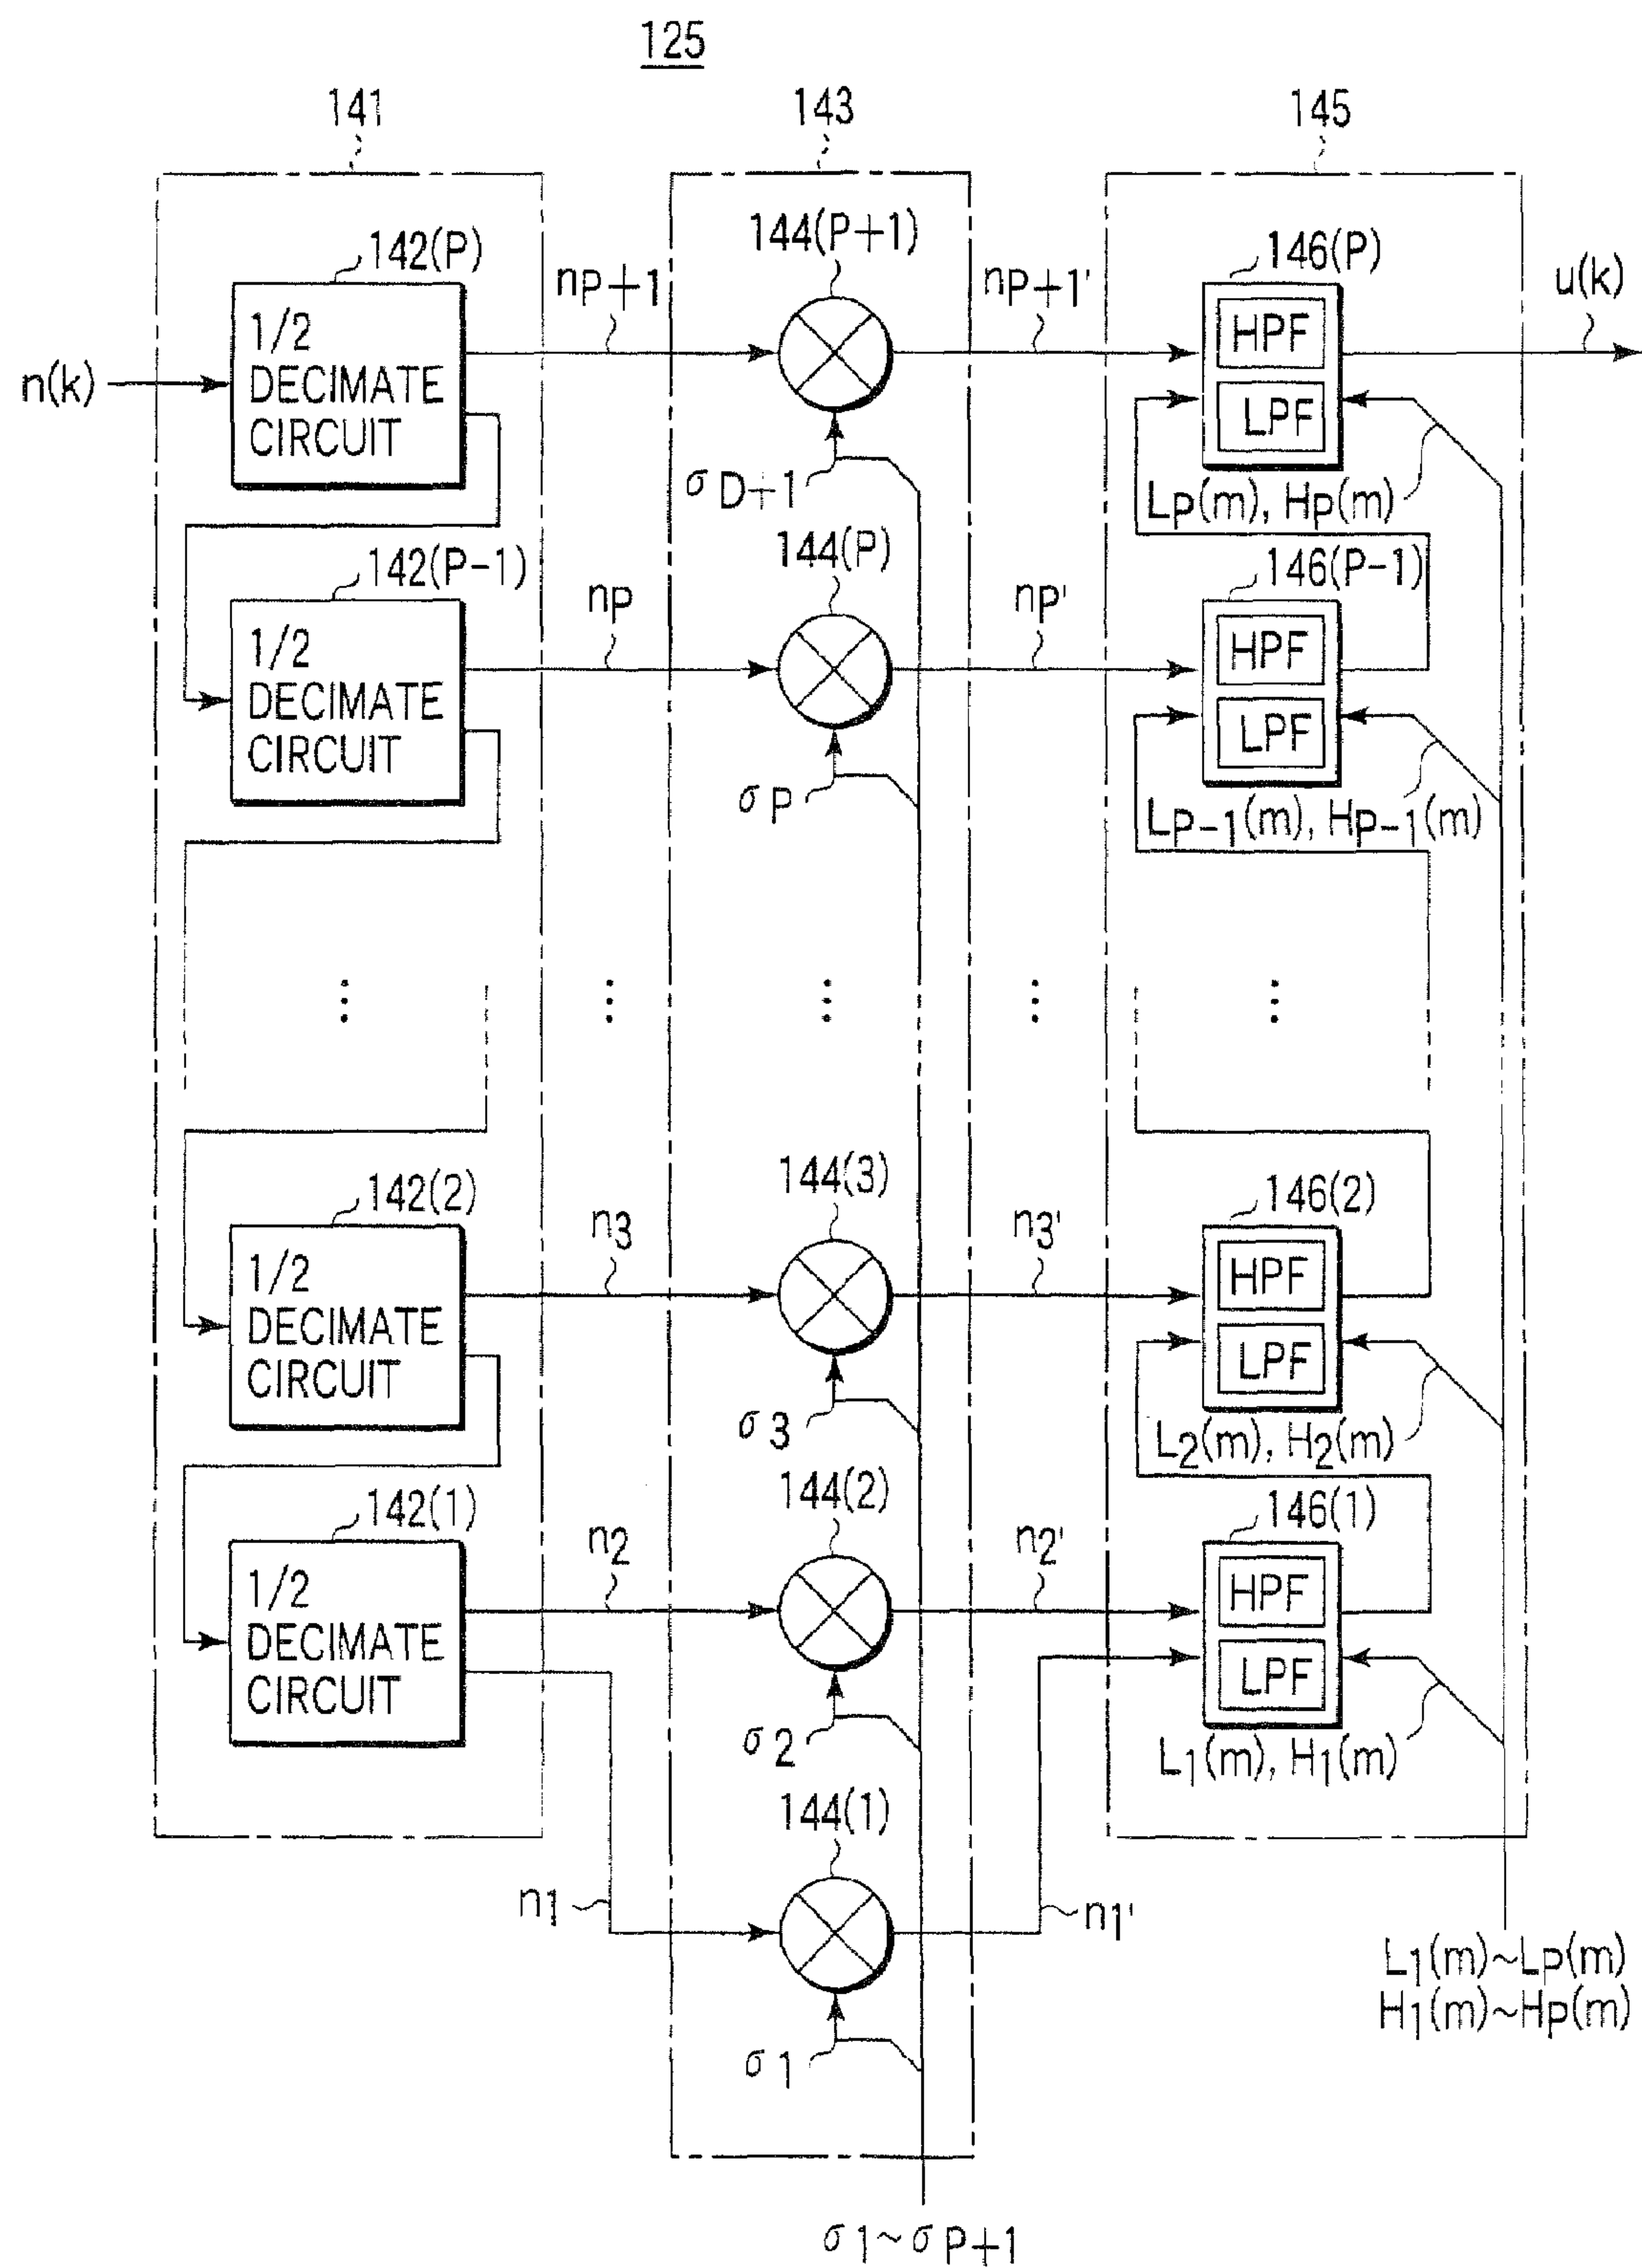 125
141
143
145
142(P)
144(P+1)
146(P)
n(k)
1/2
DECIMATE
CIRCUIT
nP+1
nP+1'
HPF
LPF
u(k)
σD+1
LP(m), HP(m)
142(P-1)
144(P)
146(P-1)
1/2
DECIMATE
CIRCUIT
nP
nP'
HPF
LPF
σP
LP-1(m), HP-1(m)
142(2)
144(3)
146(2)
1/2
DECIMATE
CIRCUIT
n3
n3'
HPF
LPF
σ3
L2(m), H2(m)
142(1)
144(2)
146(1)
1/2
DECIMATE
CIRCUIT
n2
n2'
HPF
LPF
σ2
L1(m), H1(m)
144(1)
n1
n1'
σ1
L1(m)~LP(m)
H1(m)~HP(m)
σ1~σP+1